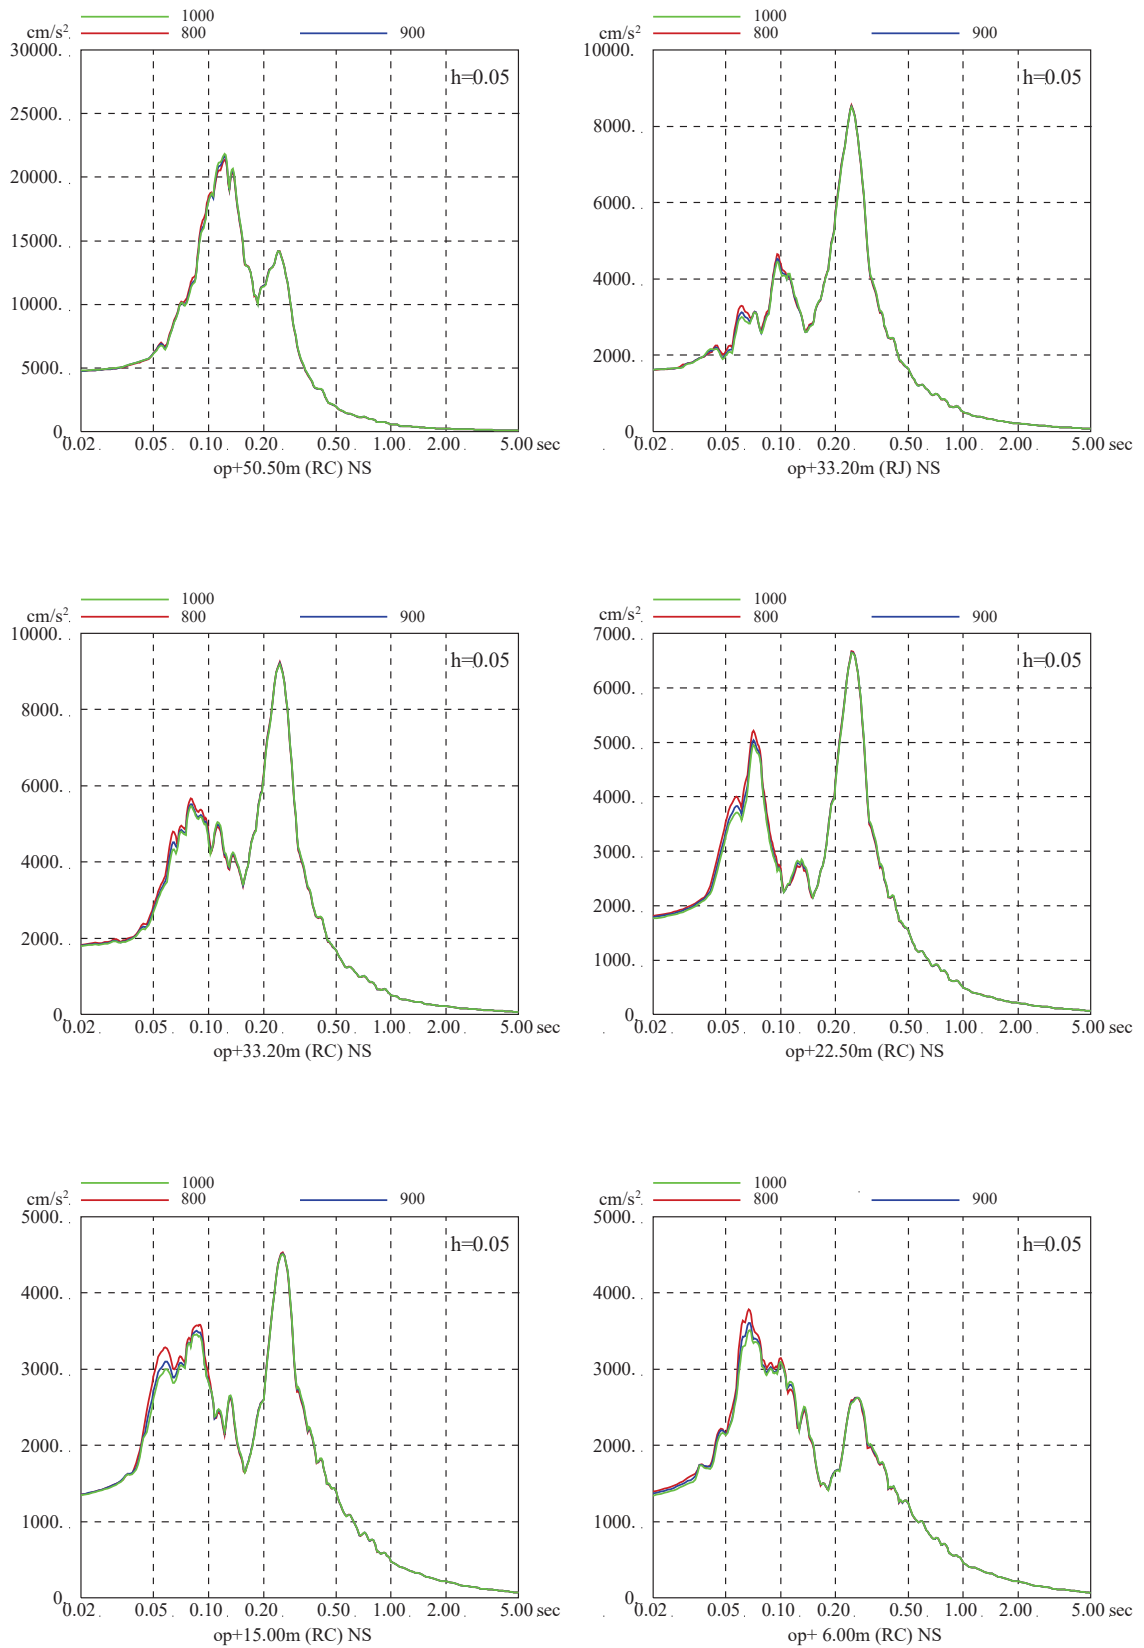 1000
cm/s². 800 900
30000.
h=0.05
25000.
20000.
15000.
10000.
5000.
0.
0.02 0.05 0.10 0.20 0.50 1.00 2.00 5.00 sec
op+50.50m (RC) NS
1000
cm/s². 800 900
10000.
h=0.05
8000.
6000.
4000.
2000.
0.
0.02 0.05 0.10 0.20 0.50 1.00 2.00 5.00 sec
op+33.20m (RJ) NS
1000
cm/s². 800 900
10000.
h=0.05
8000.
6000.
4000.
2000.
0.
0.02 0.05 0.10 0.20 0.50 1.00 2.00 5.00 sec
op+33.20m (RC) NS
1000
cm/s². 800 900
7000.
h=0.05
6000.
5000.
4000.
3000.
2000.
1000.
0.
0.02 0.05 0.10 0.20 0.50 1.00 2.00 5.00 sec
op+22.50m (RC) NS
1000
cm/s². 800 900
5000.
h=0.05
4000.
3000.
2000.
1000.
0.
0.02 0.05 0.10 0.20 0.50 1.00 2.00 5.00 sec
op+15.00m (RC) NS
1000
cm/s². 800 900
5000.
h=0.05
4000.
3000.
2000.
1000.
0.
0.02 0.05 0.10 0.20 0.50 1.00 2.00 5.00 sec
op+ 6.00m (RC) NS